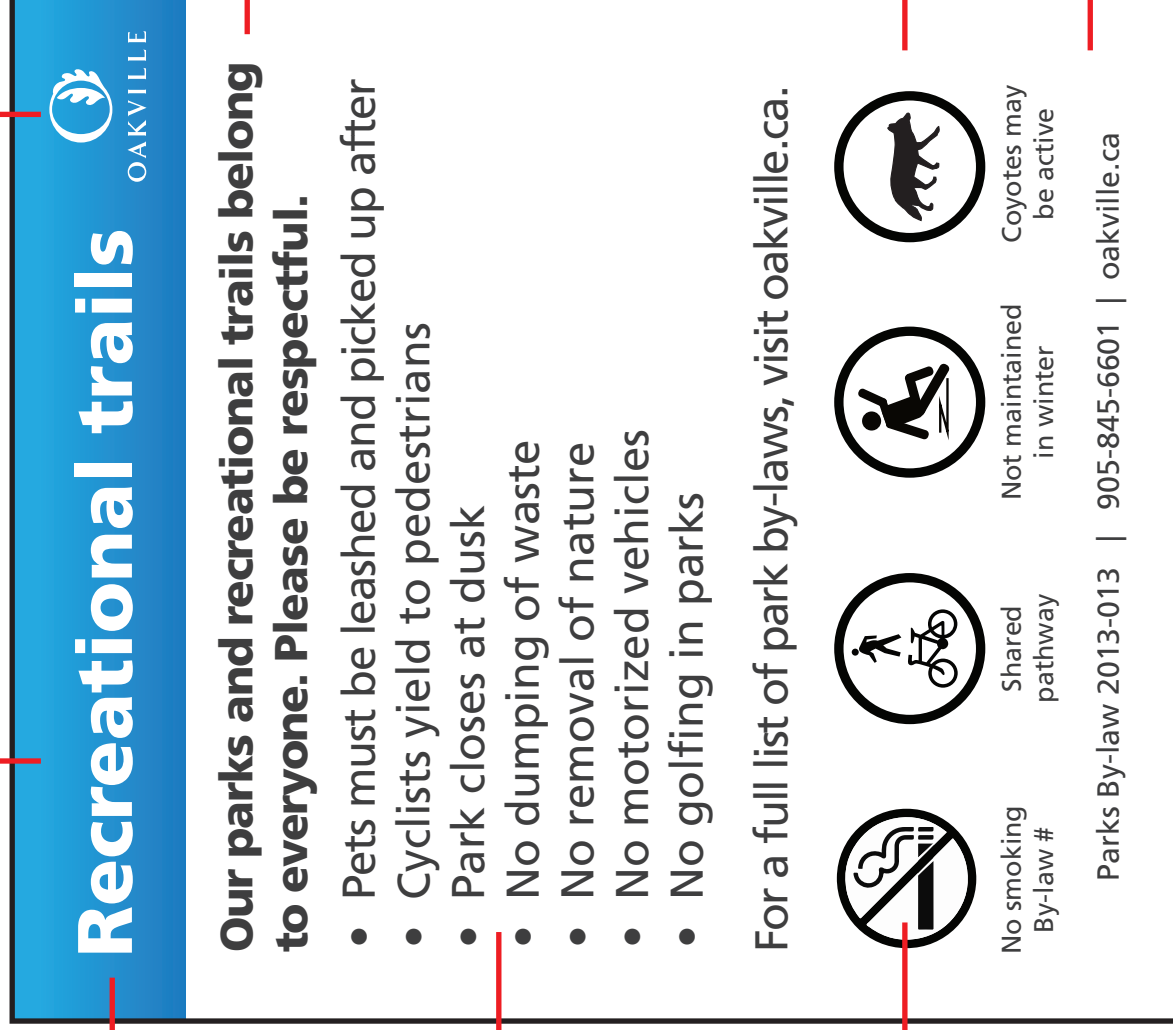 Recreational trails
OAKVILLE
Our parks and recreational trails belong
to everyone. Please be respectful.
• Pets must be leashed and picked up after
• Cyclists yield to pedestrians
• Park closes at dusk
• No dumping of waste
• No removal of nature
• No motorized vehicles
• No golfing in parks
For a full list of park by-laws, visit oakville.ca.
No smoking
By-law #
Shared
pathway
Not maintained
in winter
Coyotes may
be active
Parks By-law 2013-013 | 905-845-6601 | oakville.ca